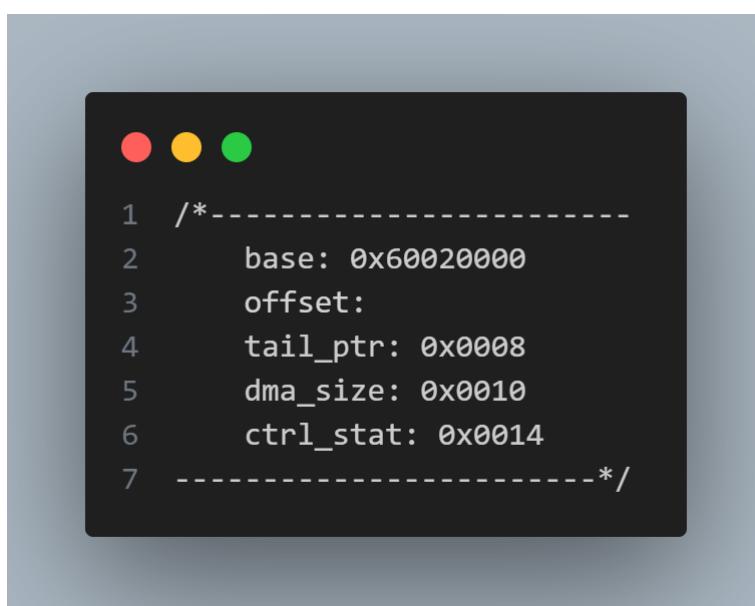 1 /*------------------------
2 base: 0x60020000
3 offset:
4 tail_ptr: 0x0008
5 dma_size: 0x0010
6 ctrl_stat: 0x0014
7 ------------------------*/